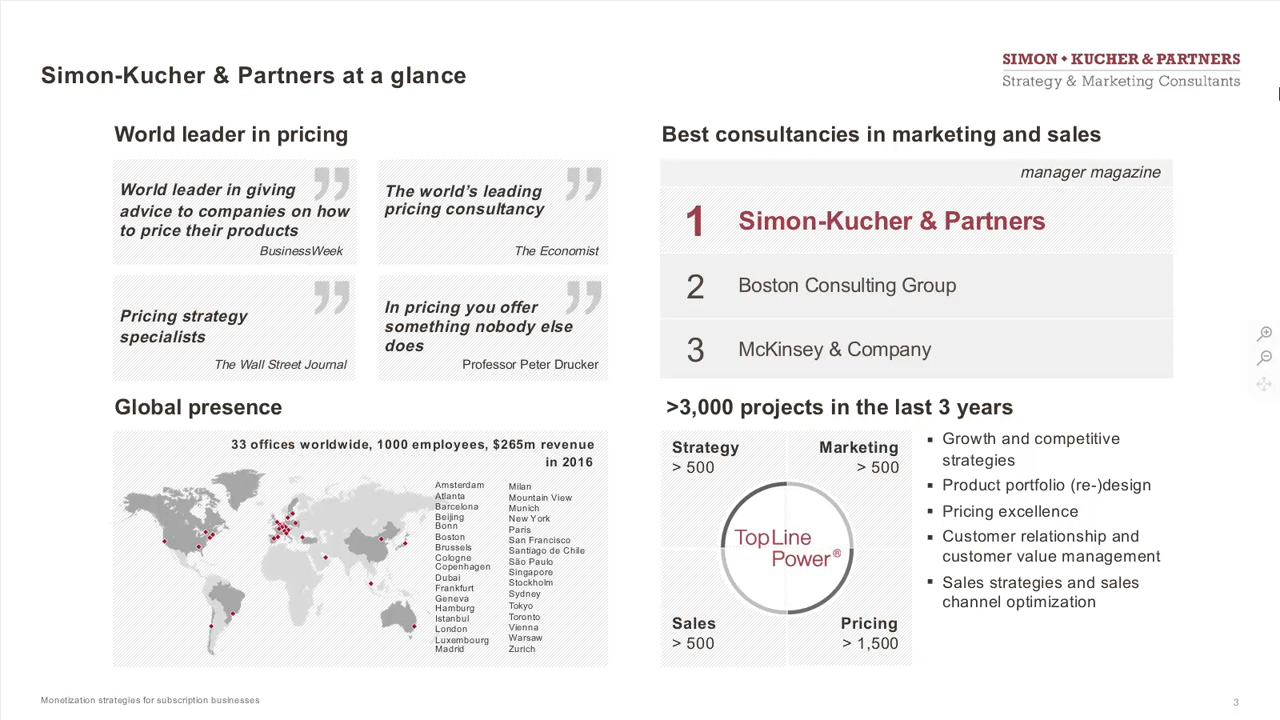 Simon-Kucher & Partners at a glance
SIMON ◆ KUCHER & PARTNERS
Strategy & Marketing Consultants
World leader in pricing
World leader in giving
advice to companies on how
to price their products
BusinessWeek
The world's leading
pricing consultancy
The Economist
Pricing strategy
specialists
The Wall Street Journal
In pricing you offer
something nobody else
does
Professor Peter Drucker
Best consultancies in marketing and sales
manager magazine
1 Simon-Kucher & Partners
2 Boston Consulting Group
3 McKinsey & Company
Global presence
33 offices worldwide, 1000 employees, $265m revenue
in 2016
Amsterdam
Atlanta
Barcelona
Beijing
Bonn
Boston
Brussels
Cologne
Copenhagen
Dubai
Frankfurt
Geneva
Hamburg
Istanbul
London
Luxembourg
Madrid
Milan
Mountain View
Munich
New York
Paris
San Francisco
Santiago de Chile
São Paulo
Singapore
Stockholm
Sydney
Tokyo
Toronto
Vienna
Warsaw
Zurich
>3,000 projects in the last 3 years
Strategy
> 500
Marketing
> 500
TopLine
Power®
Sales
> 500
Pricing
> 1,500
▪ Growth and competitive
strategies
▪ Product portfolio (re-)design
▪ Pricing excellence
▪ Customer relationship and
customer value management
▪ Sales strategies and sales
channel optimization
Monetization strategies for subscription businesses
3